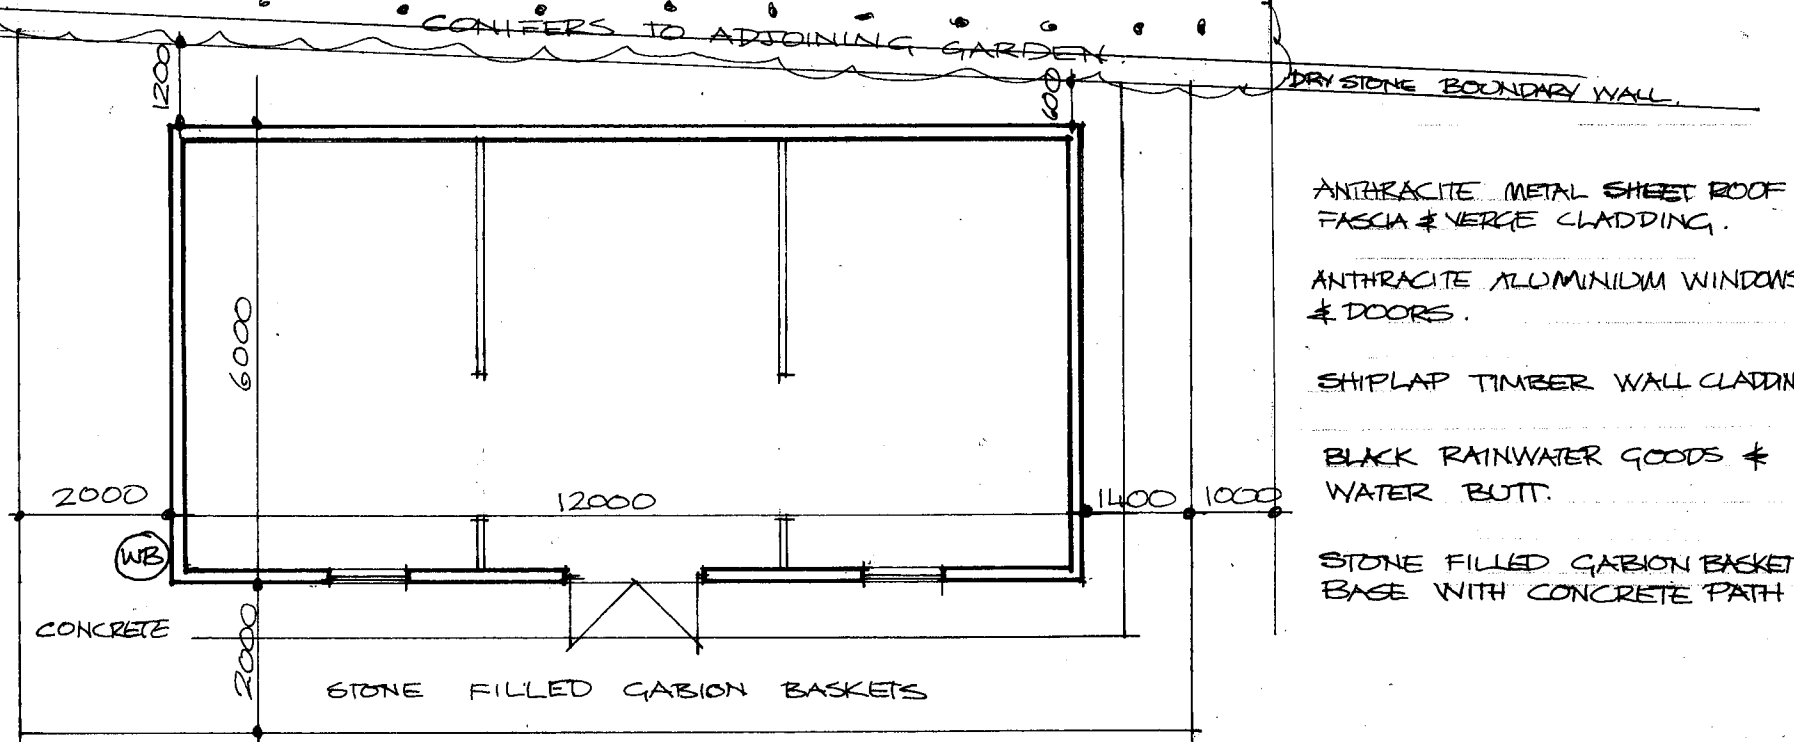 CONIFERS TO ADJOINING GARDEN.
1200
600
DRY STONE BOUNDARY WALL.
ANTHRACITE METAL SHEET ROOF
FASCIA & VERGE CLADDING.
ANTHRACITE ALUMINIUM WINDOWS
& DOORS.
6000
SHIPLAP TIMBER WALL CLADDIN
BLACK RAINWATER GOODS &
WATER BUTT.
2000
12000
1400
1000
WB
STONE FILLED GABION BASKET
BASE WITH CONCRETE PATH
CONCRETE
2000
STONE FILLED GABION BASKETS